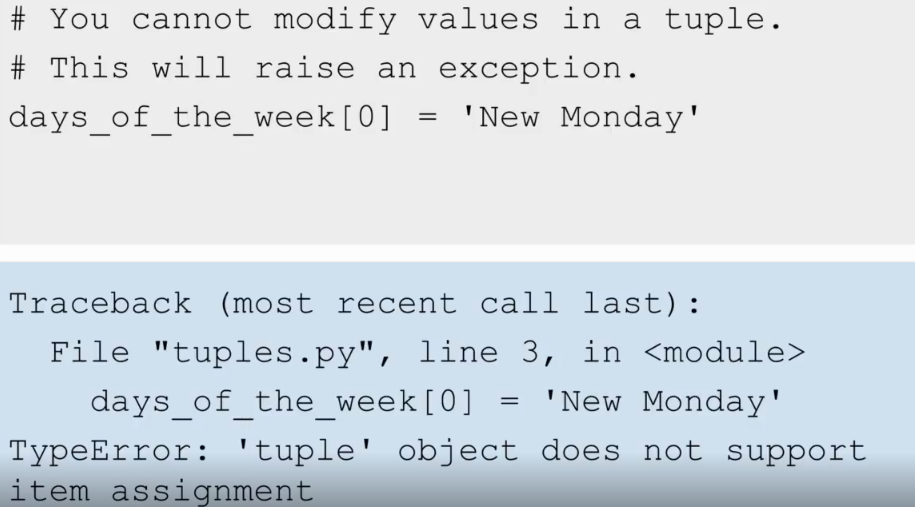 # You cannot modify values in a tuple.
# This will raise an exception.
days_of_the_week[0] = 'New Monday'
Traceback (most recent call last):
  File "tuples.py", line 3, in <module>
    days_of_the_week[0] = 'New Monday'
TypeError: 'tuple' object does not support
item assignment